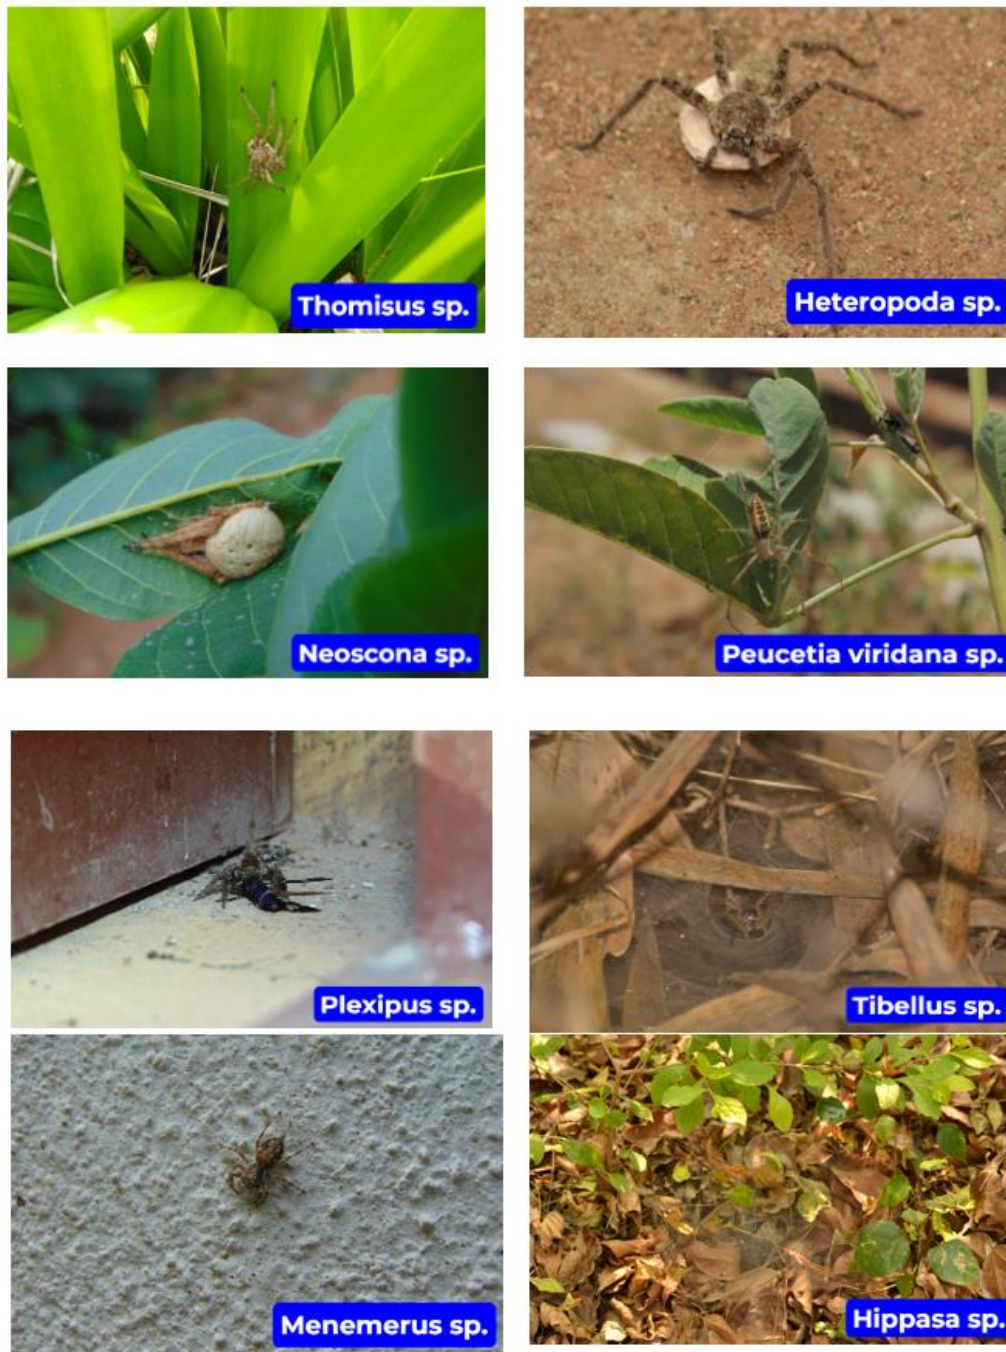 Thomisus sp.
Heteropoda sp.
Neoscona sp.
Peucetia viridana sp.
Plexipus sp.
Tibellus sp.
Menemerus sp.
Hippasa sp.